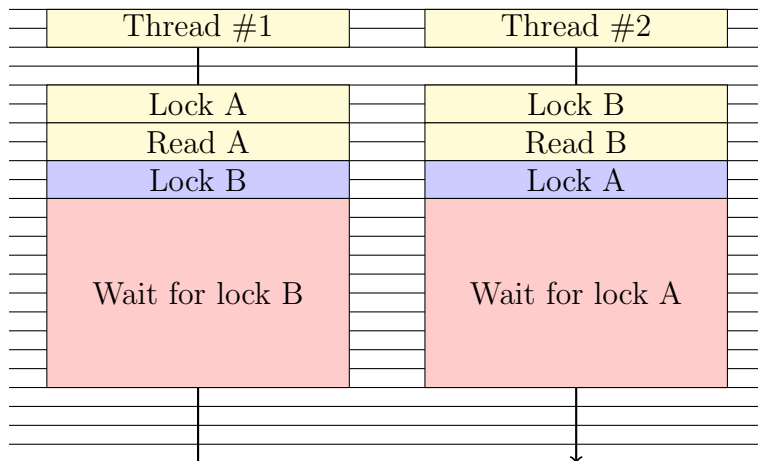 Thread #1
Thread #2
Lock A
Lock B
Read A
Read B
Lock B
Lock A
Wait for lock B
Wait for lock A